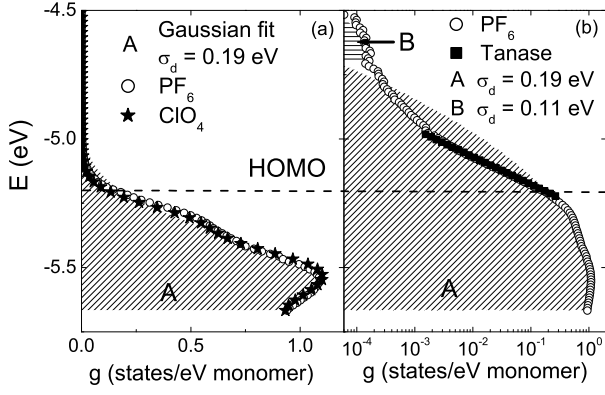 -4.5
-5.0
-5.5
E (eV)
A Gaussian fit
σd = 0.19 eV
PF6
ClO4
(a)
HOMO
A
0.0 0.5 1.0
g (states/eV monomer)
B
PF6
(b)
Tanase
A σd = 0.19 eV
B σd = 0.11 eV
A
10-4 10-3 10-2 10-1 100
g (states/eV monomer)